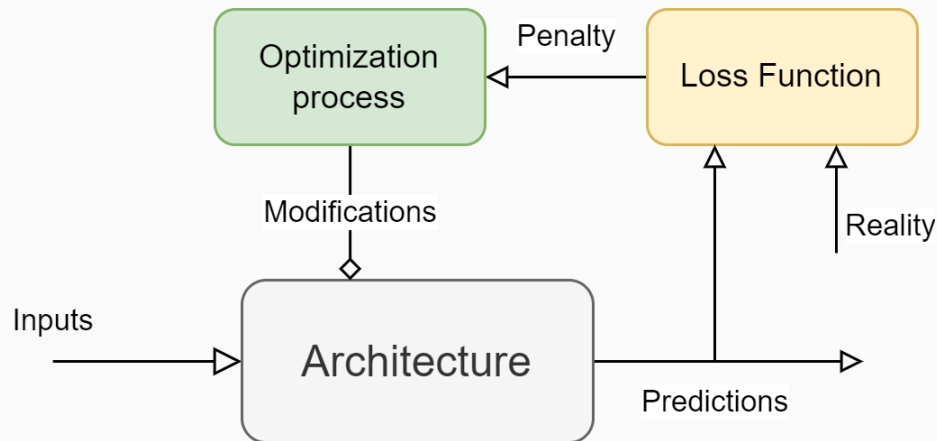 Optimization
process
Penalty
Loss Function
Modifications
Reality
Inputs
Architecture
Predictions